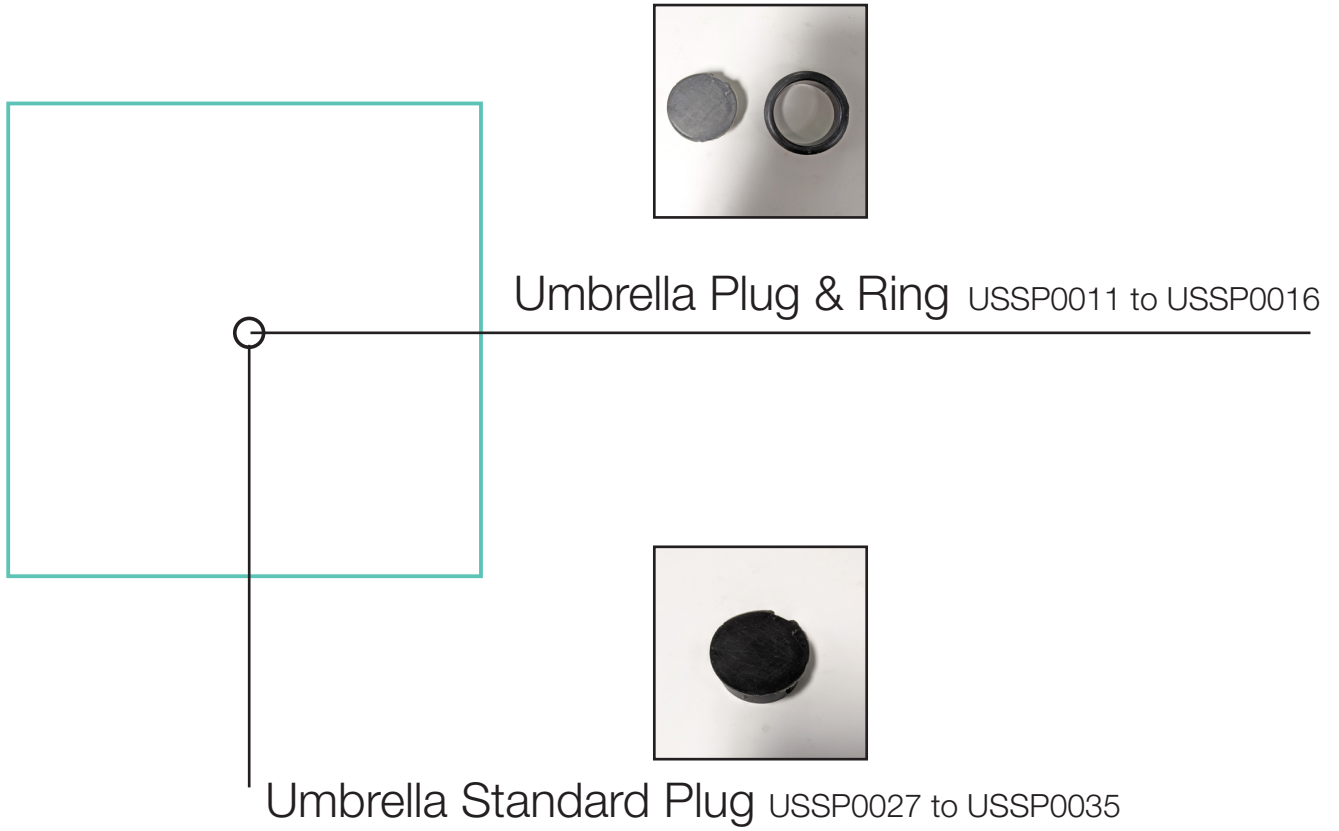 Umbrella Plug & Ring USSP0011 to USSP0016
Umbrella Standard Plug USSP0027 to USSP0035